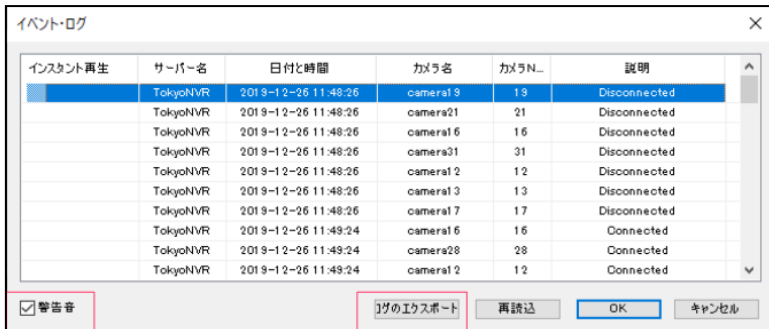 イベント・ログ
インスタント再生 サーバー名 日付と時間 カメラ名 カメラN... 説明
TokyoNVR 2019-12-26 11:48:26 camera19 19 Disconnected
TokyoNVR 2019-12-26 11:48:26 camera21 21 Disconnected
TokyoNVR 2019-12-26 11:48:26 camera16 16 Disconnected
TokyoNVR 2019-12-26 11:48:26 camera31 31 Disconnected
TokyoNVR 2019-12-26 11:48:26 camera12 12 Disconnected
TokyoNVR 2019-12-26 11:48:26 camera13 13 Disconnected
TokyoNVR 2019-12-26 11:48:26 camera17 17 Disconnected
TokyoNVR 2019-12-26 11:49:24 camera16 16 Connected
TokyoNVR 2019-12-26 11:49:24 camera28 28 Connected
TokyoNVR 2019-12-26 11:49:24 camera12 12 Connected
警告音 ログのエクスポート 再読込 OK キャンセル